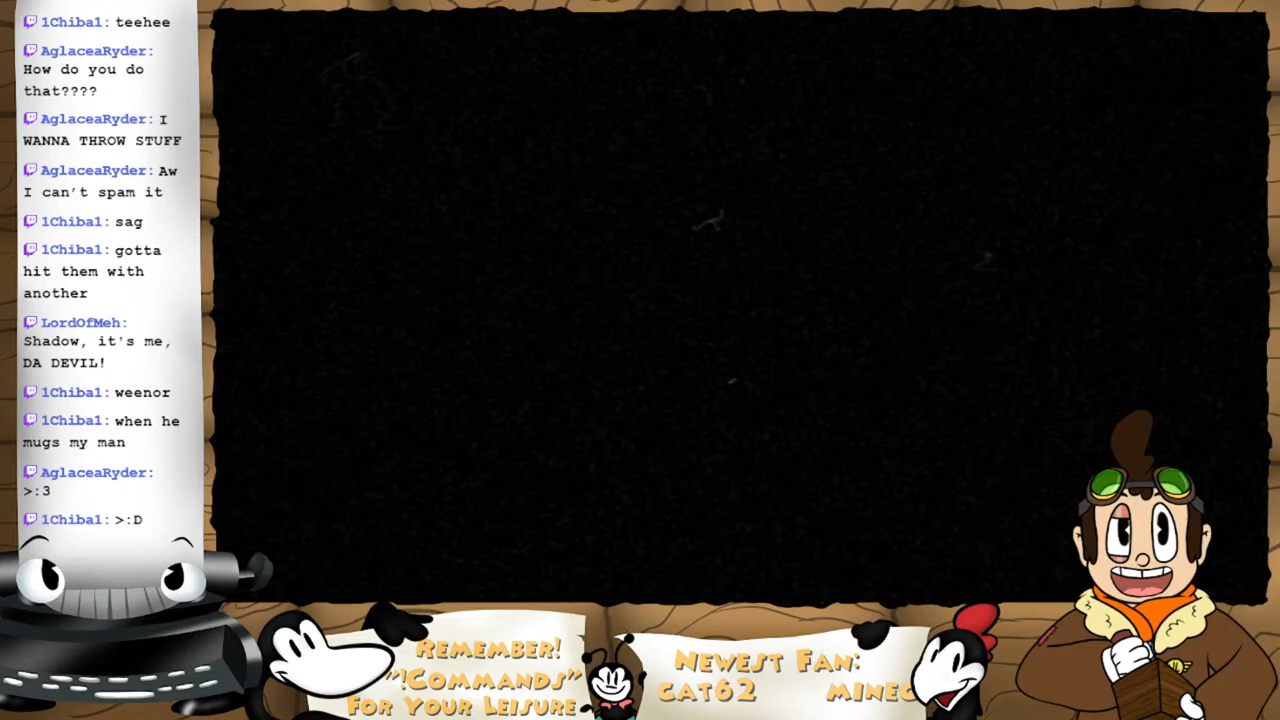 1Chiba1: teehee
AglaceaRyder:
How do you do
that????
AglaceaRyder: I
WANNA THROW STUFF
AglaceaRyder: Aw
I can't spam it
1Chiba1: sag
1Chiba1: gotta
hit them with
another
LordOfMeh:
Shadow, it's me,
DA DEVIL!
1Chiba1: weenor
1Chiba1: when he
mugs my man
AglaceaRyder:
>:3
1Chiba1: >:D
Remember!
"!Commands"
For Your Leisure
Newest Fan:
cat62 minec